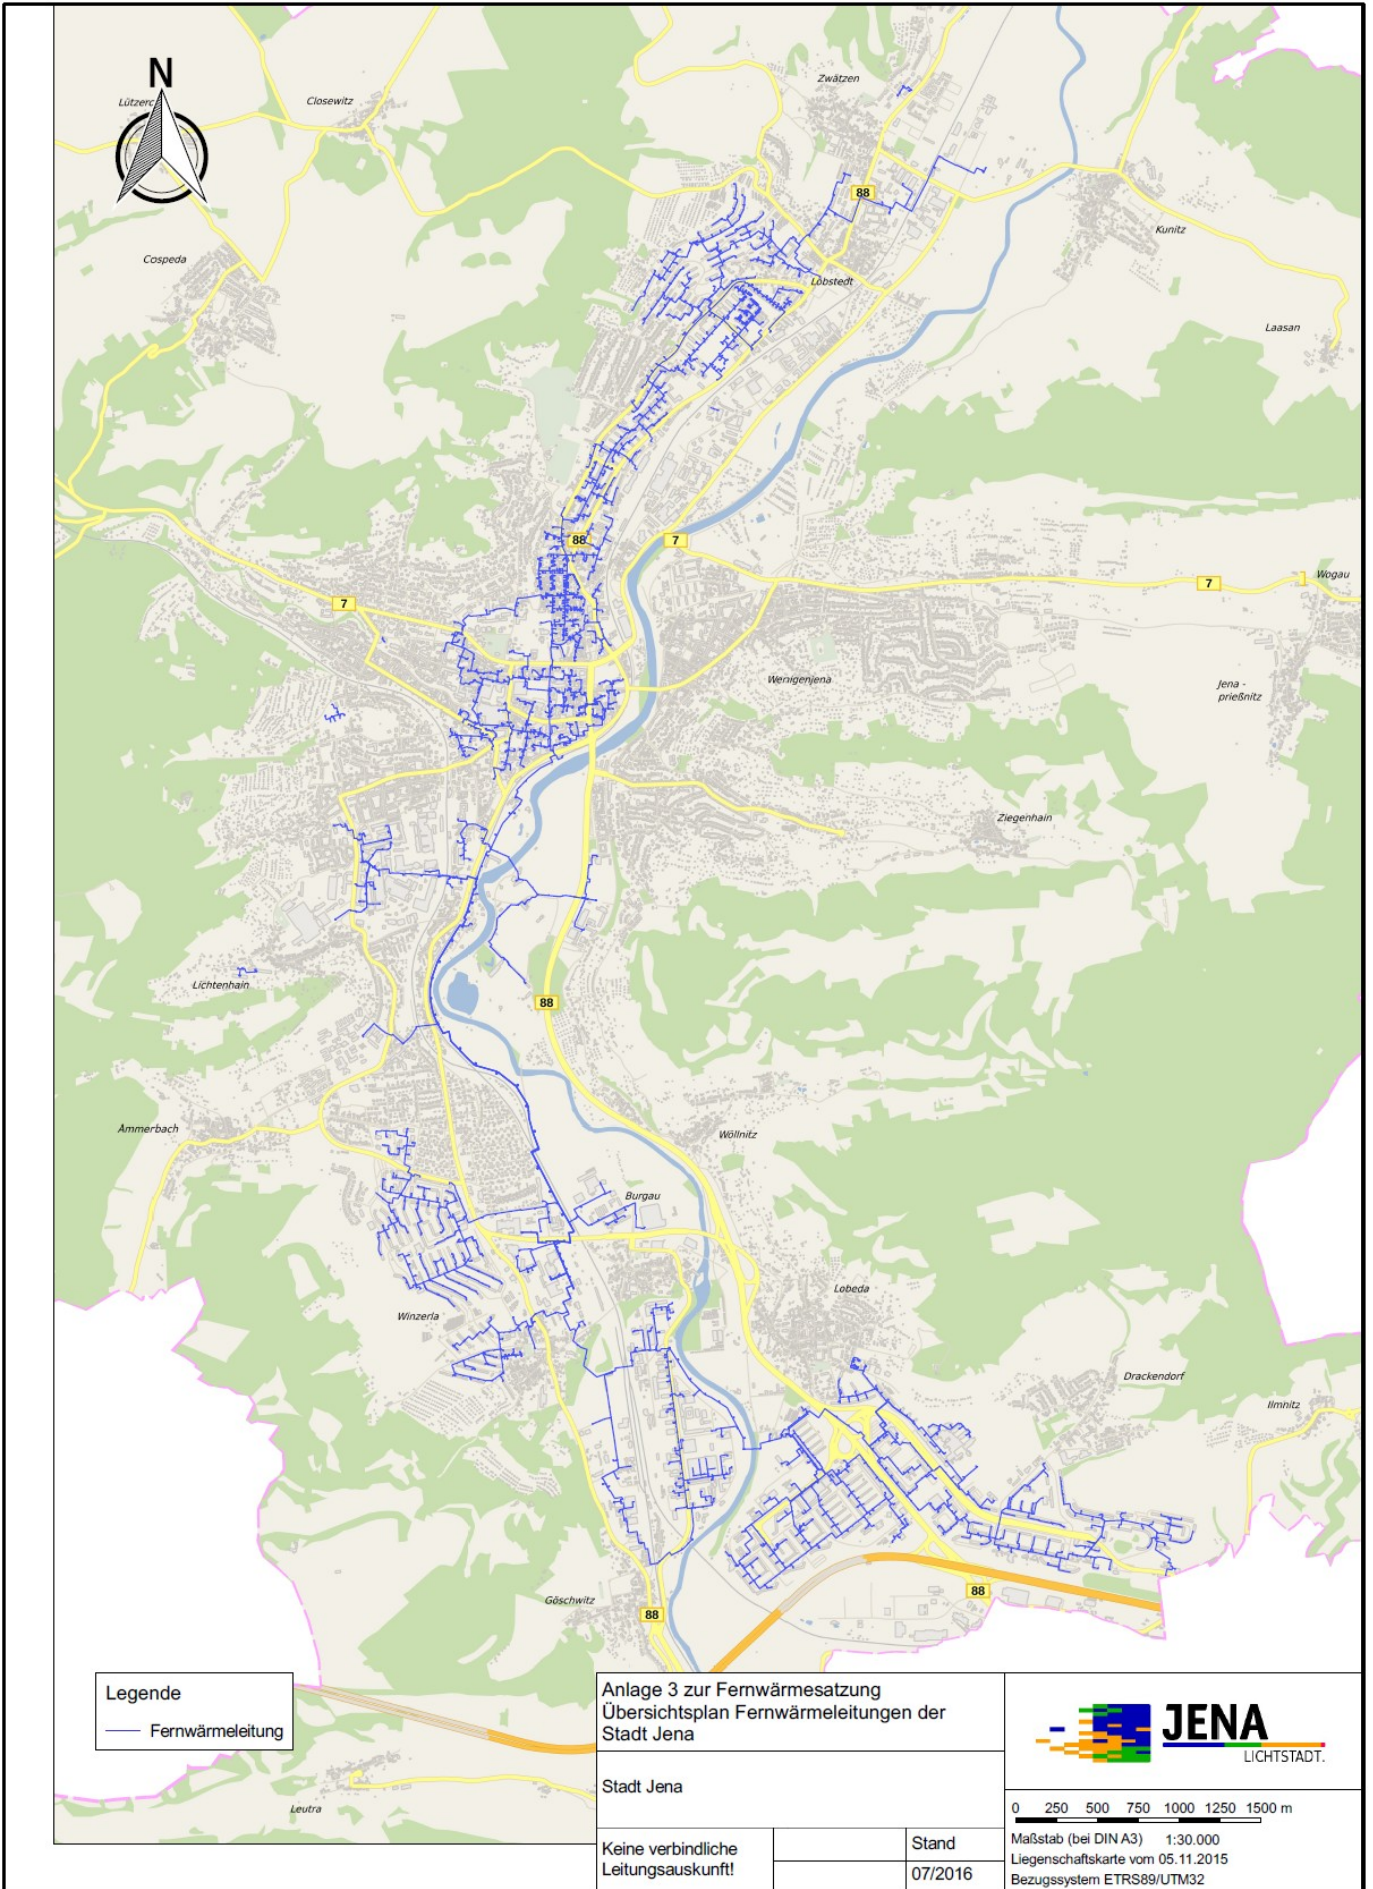 N
Zwätzen
Closewitz
88
Kunitz
Cospeda
Löbstedt
Laasan
88
7
7
Wogau
7
Wenigenjena
Jena -
prießnitz
Ziegenhain
Lichtenhain
88
Ammerbach
Wöllnitz
Burgau
Lobeda
Winzerla
Drackendorf
Ilmnitz
88
Göschwitz
88
Legende
Fernwärmeleitung
Leutra
Anlage 3 zur Fernwärmesatzung
Übersichtsplan Fernwärmeleitungen der
Stadt Jena
Stadt Jena
Keine verbindliche
Leitungsauskunft!
Stand
07/2016
JENA
LICHTSTADT.
0 250 500 750 1000 1250 1500 m
Maßstab (bei DIN A3) 1:30.000
Liegenschaftskarte vom 05.11.2015
Bezugssystem ETRS89/UTM32